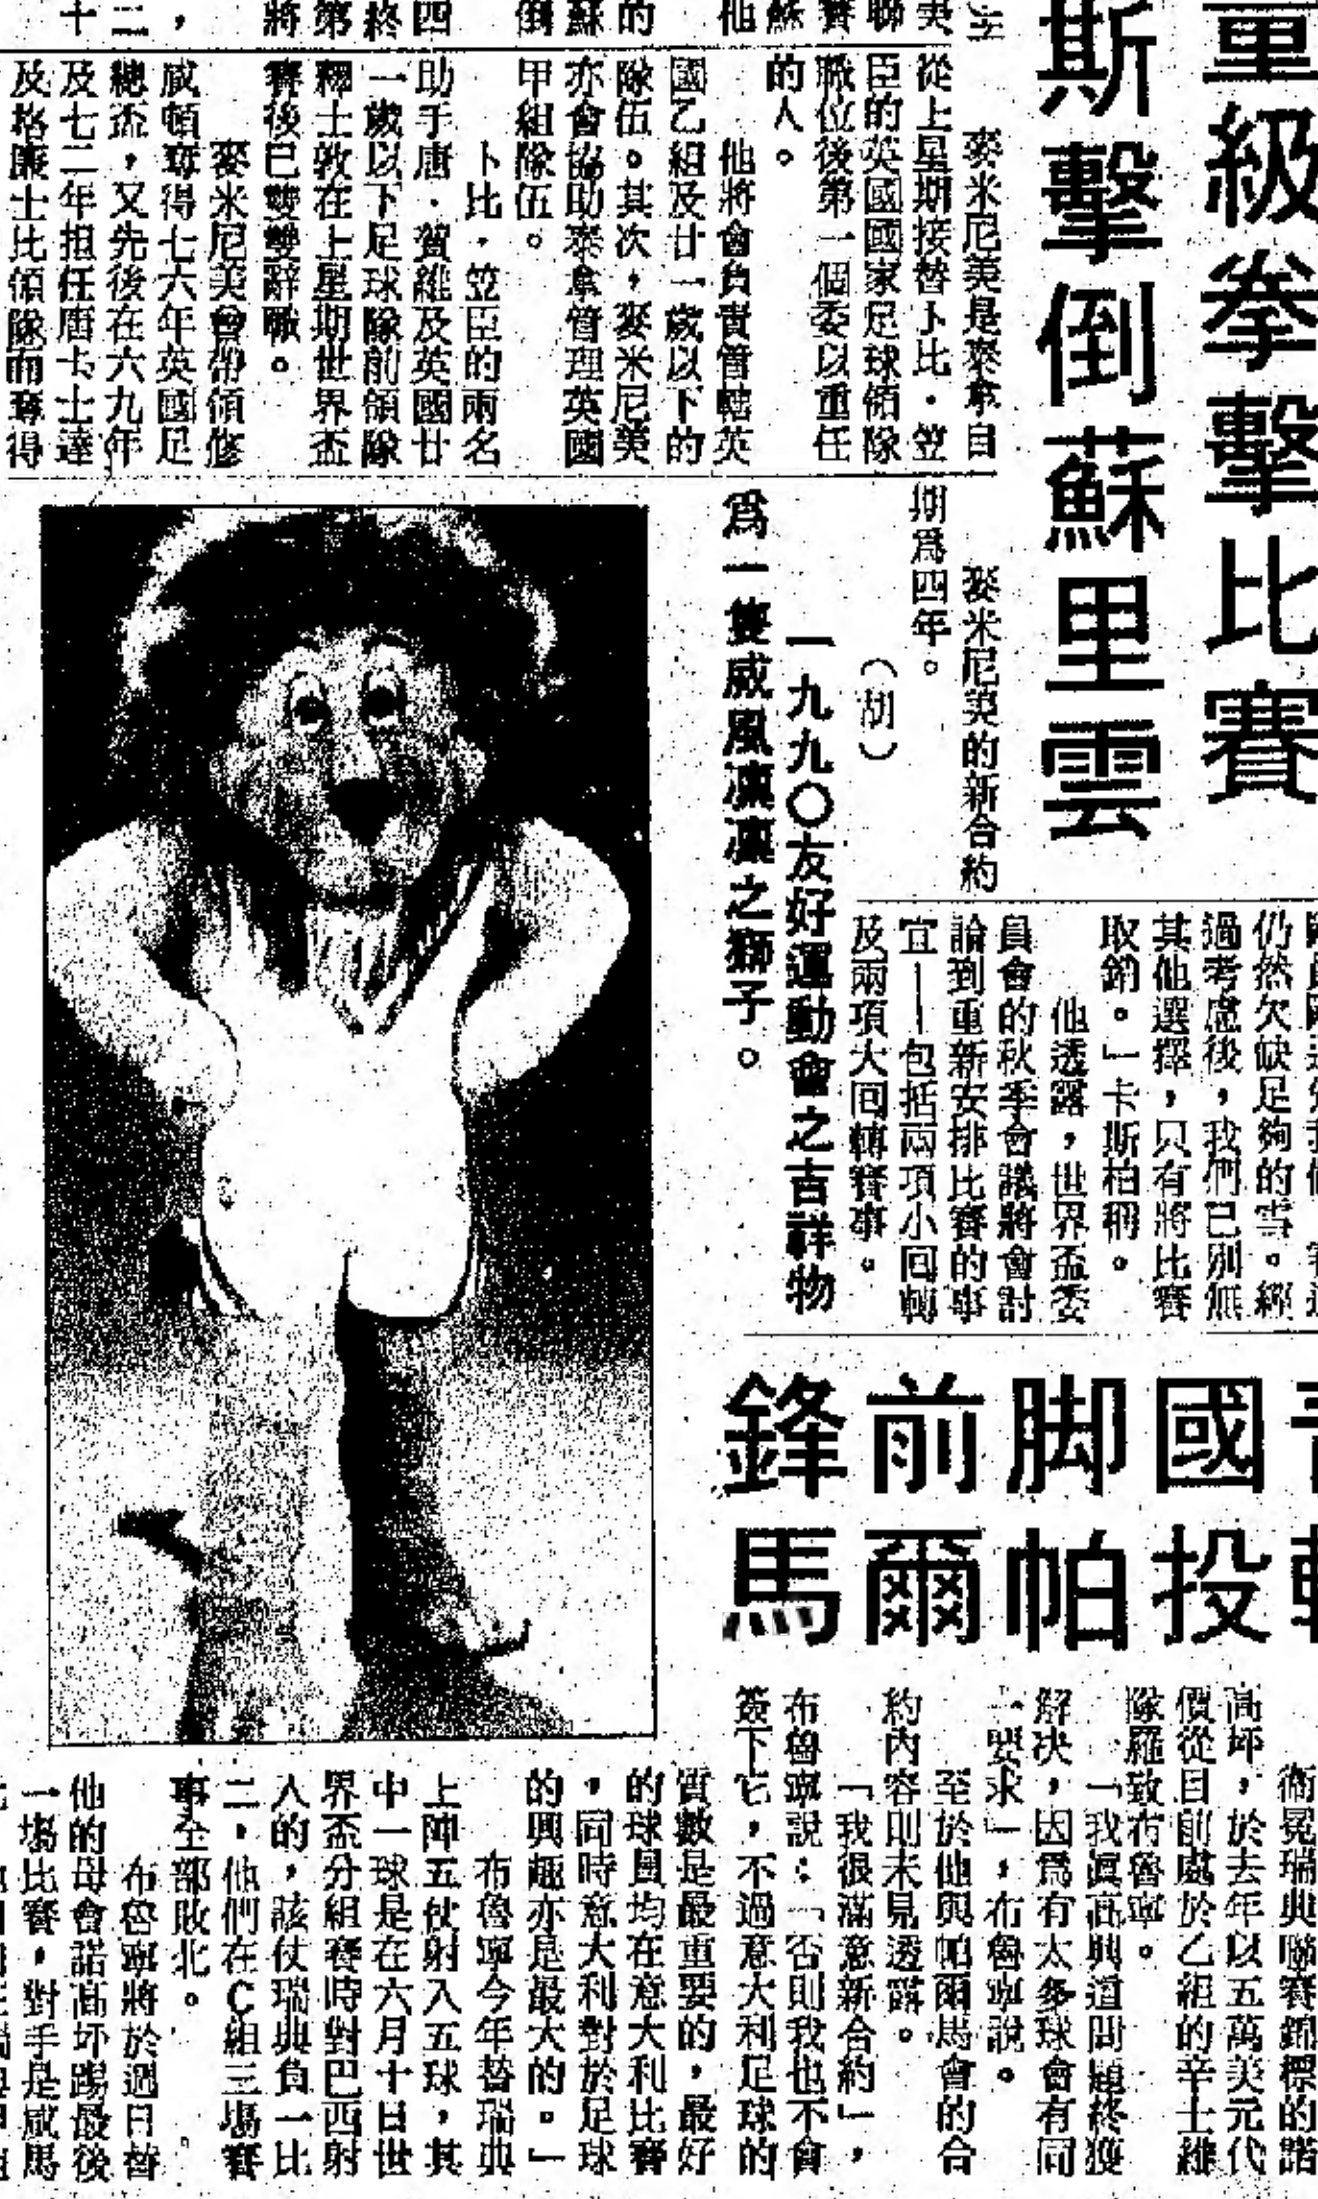 重級拳擊比賽
斯擊倒蘇里雲
麥米尼美是泰拿自
從上星期接替卜比·笠
臣的英國國家足球領隊
職位後第一個委以重任
的人。
他將會負責管轄英
國乙組及廿一歲以下的
隊伍。其次，麥米尼美
亦會協助泰拿管理英國
甲組隊伍。
卜比·笠臣的兩名
助手唐·賀維及英國廿
一歲以下足球隊前領隊
糊士敦在上星期世界盃
賽後已雙雙辭職。
麥米尼美曾帶領修
咸頓奪得七六年英國足
總盃，又先後在六九年
及七二年担任唐卡士達
及格廉士比領隊而奪得
麥米尼美的新合約
期爲四年。
（胡）
一九九〇友好運動會之吉祥物
爲一隻威風凜凜之獅子。
仍然欠缺足夠的雪。經
過考慮後，我們已別無
其他選擇，只有將比賽
取銷。」卡斯柏稱。
他透露，世界盃委
員會的秋季會議將會討
論到重新安排比賽的事
宜——包括兩項小回轉
及兩項大回轉賽事。
國脚前鋒
投帕爾馬
衛冕瑞典聯賽錦標的諾
高坏，於去年以五萬美元代
價從目前處於乙組的辛士維
隊羅致布魯寧。
「我眞高興這問題終獲
解決，因爲有太多球會有同
一要求」，布魯寧說。
至於他與帕爾馬會的合
約內容則未見透露。
「我很滿意新合約」，
布魯寧說：「否則我也不會
簽下它，不過意大利足球的
質數是最重要的，最好
的球員均在意大利比賽
，同時意大利對於足球
的興趣亦是最大的。」
布魯寧今年替瑞典
上陣五仗射入五球，其
中一球是在六月十日世
界盃分組賽時對巴西射
入的，該仗瑞典負一比
二，他們在C組三場賽
事全部敗北。
布魯寧將於過日替
他的母會諾高坏踢最後
一場比賽，對手是咸馬